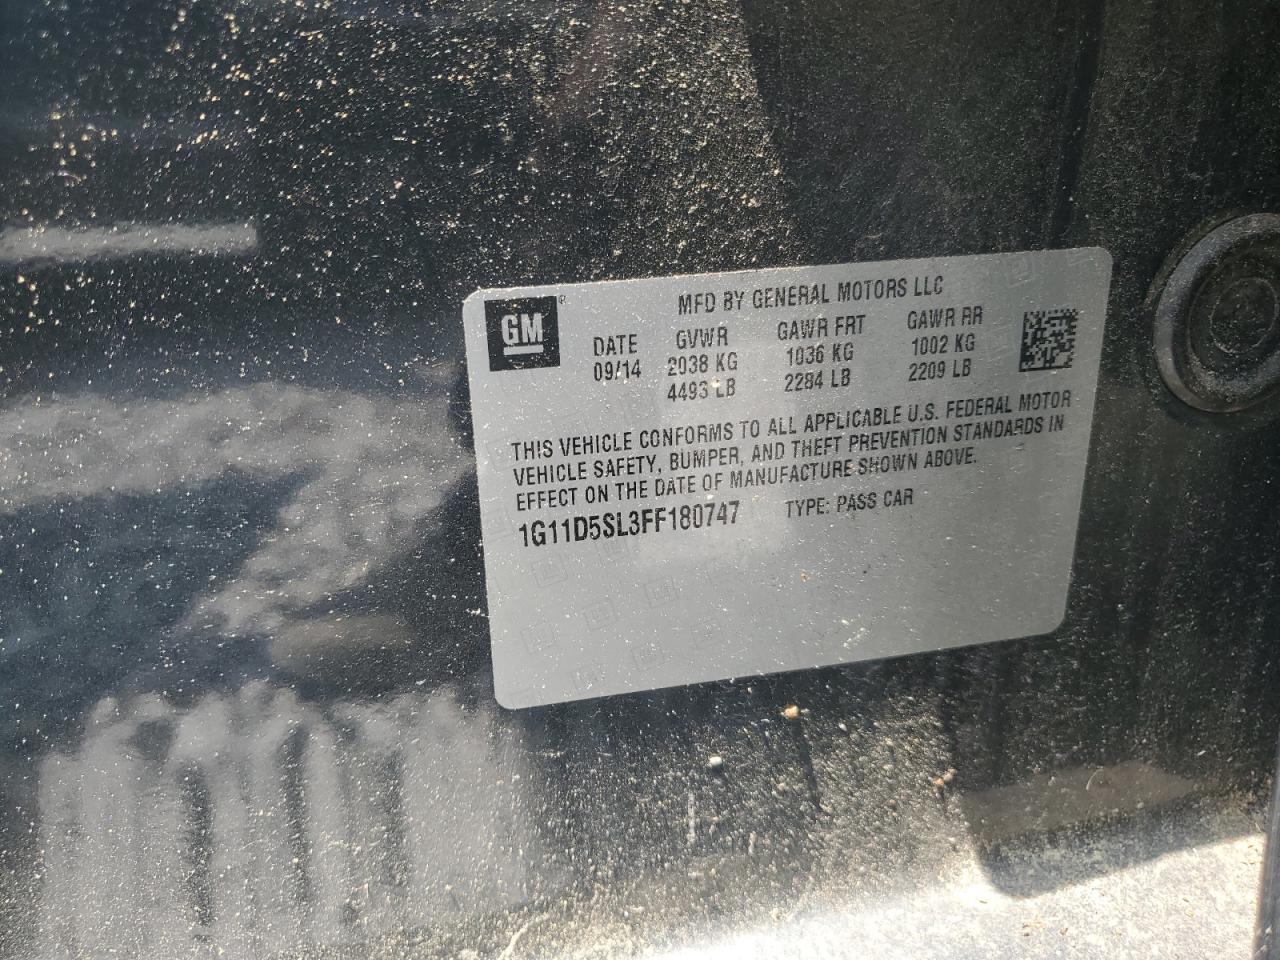 GM ®
MFD BY GENERAL MOTORS LLC
DATE GVWR GAWR FRT GAWR RR
09/14 2038 KG 1036 KG 1002 KG
4493 LB 2284 LB 2209 LB
THIS VEHICLE CONFORMS TO ALL APPLICABLE U.S. FEDERAL MOTOR
VEHICLE SAFETY, BUMPER, AND THEFT PREVENTION STANDARDS IN
EFFECT ON THE DATE OF MANUFACTURE SHOWN ABOVE.
1G11D5SL3FF180747 TYPE: PASS CAR